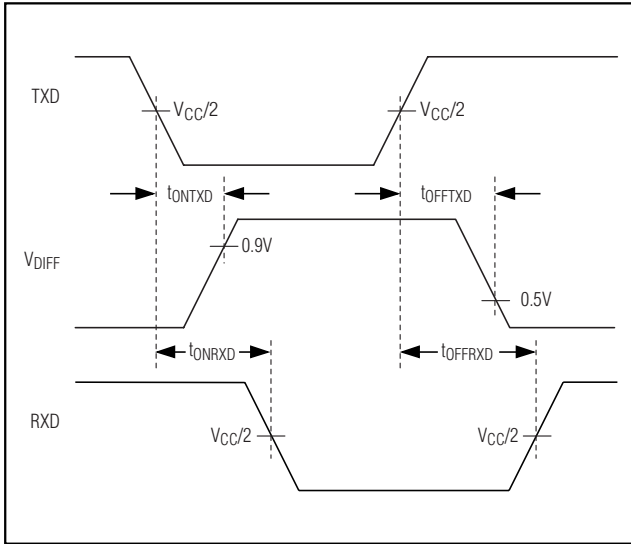 TXD
VCC/2
VCC/2
tONTXD
tOFFTXD
VDIFF
0.9V
0.5V
tONRXD
tOFFRXD
RXD
VCC/2
VCC/2